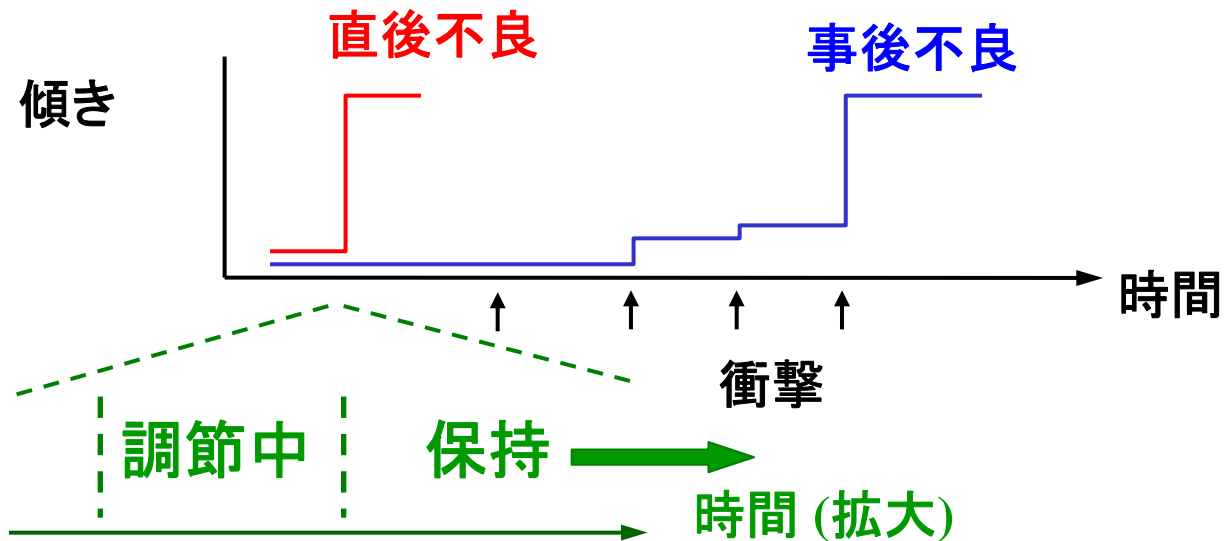 直後不良
事後不良
傾き
時間
衝撃
調節中
保持
時間 (拡大)